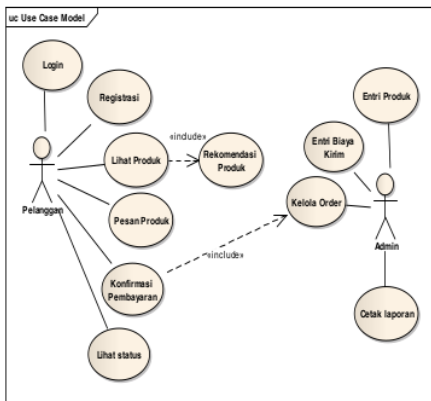 uc Use Case Model
Login
Registrasi
Lihat Produk
«include»
Rekomendasi
Produk
Pelanggan
Pesan Produk
Konfirmasi
Pembayaran
«include»
Lihat status
Entri Produk
Entri Biaya
Kirim
Kelola Order
Admin
Cetak laporan